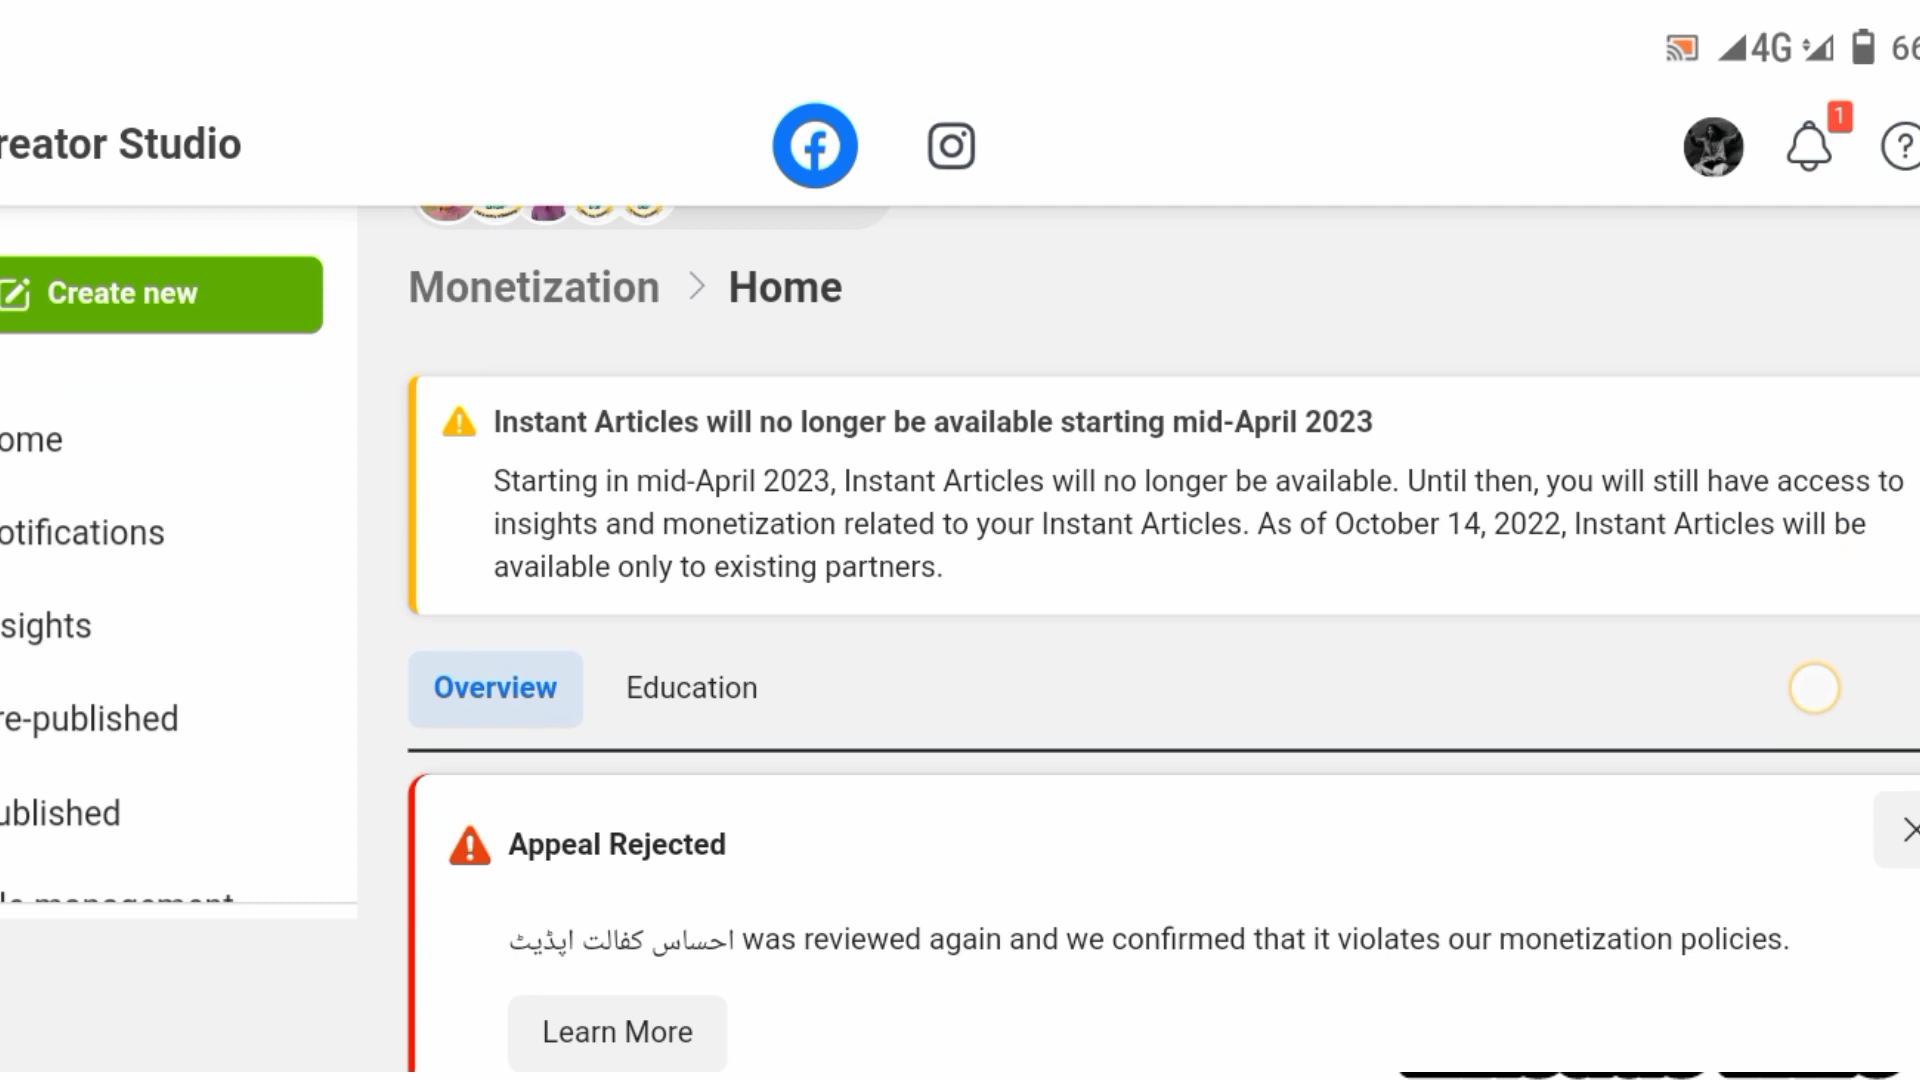 4G 66
reator Studio
1
?
Create new
Monetization > Home
ome
otifications
sights
re-published
ublished
Instant Articles will no longer be available starting mid-April 2023
Starting in mid-April 2023, Instant Articles will no longer be available. Until then, you will still have access to
insights and monetization related to your Instant Articles. As of October 14, 2022, Instant Articles will be
available only to existing partners.
Overview Education
Appeal Rejected
احساس کفالت اپڈیٹ was reviewed again and we confirmed that it violates our monetization policies.
Learn More